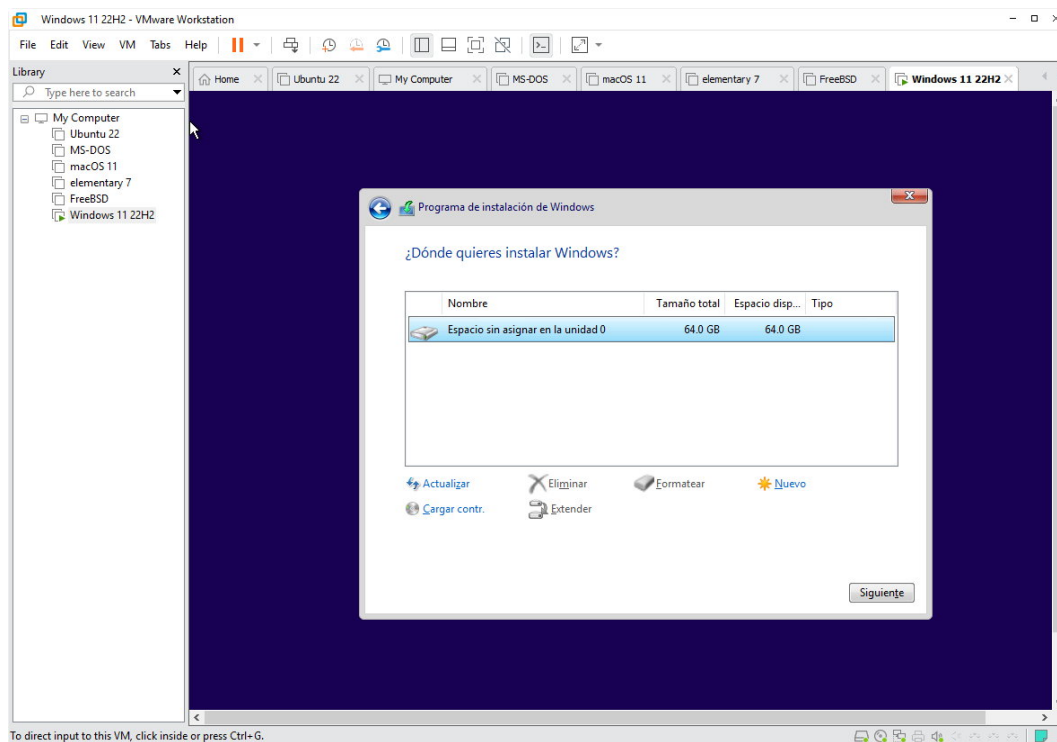 Windows 11 22H2 - VMware Workstation
File Edit View VM Tabs Help
Library
Type here to search
My Computer
Ubuntu 22
MS-DOS
macOS 11
elementary 7
FreeBSD
Windows 11 22H2
Home Ubuntu 22 My Computer MS-DOS macOS 11 elementary 7 FreeBSD Windows 11 22H2
Programa de instalación de Windows
¿Dónde quieres instalar Windows?
Nombre Tamaño total Espacio disp... Tipo
Espacio sin asignar en la unidad 0 64.0 GB 64.0 GB
Actualizar Eliminar Formatear Nuevo
Cargar contr. Extender
Siguiente
To direct input to this VM, click inside or press Ctrl+G.